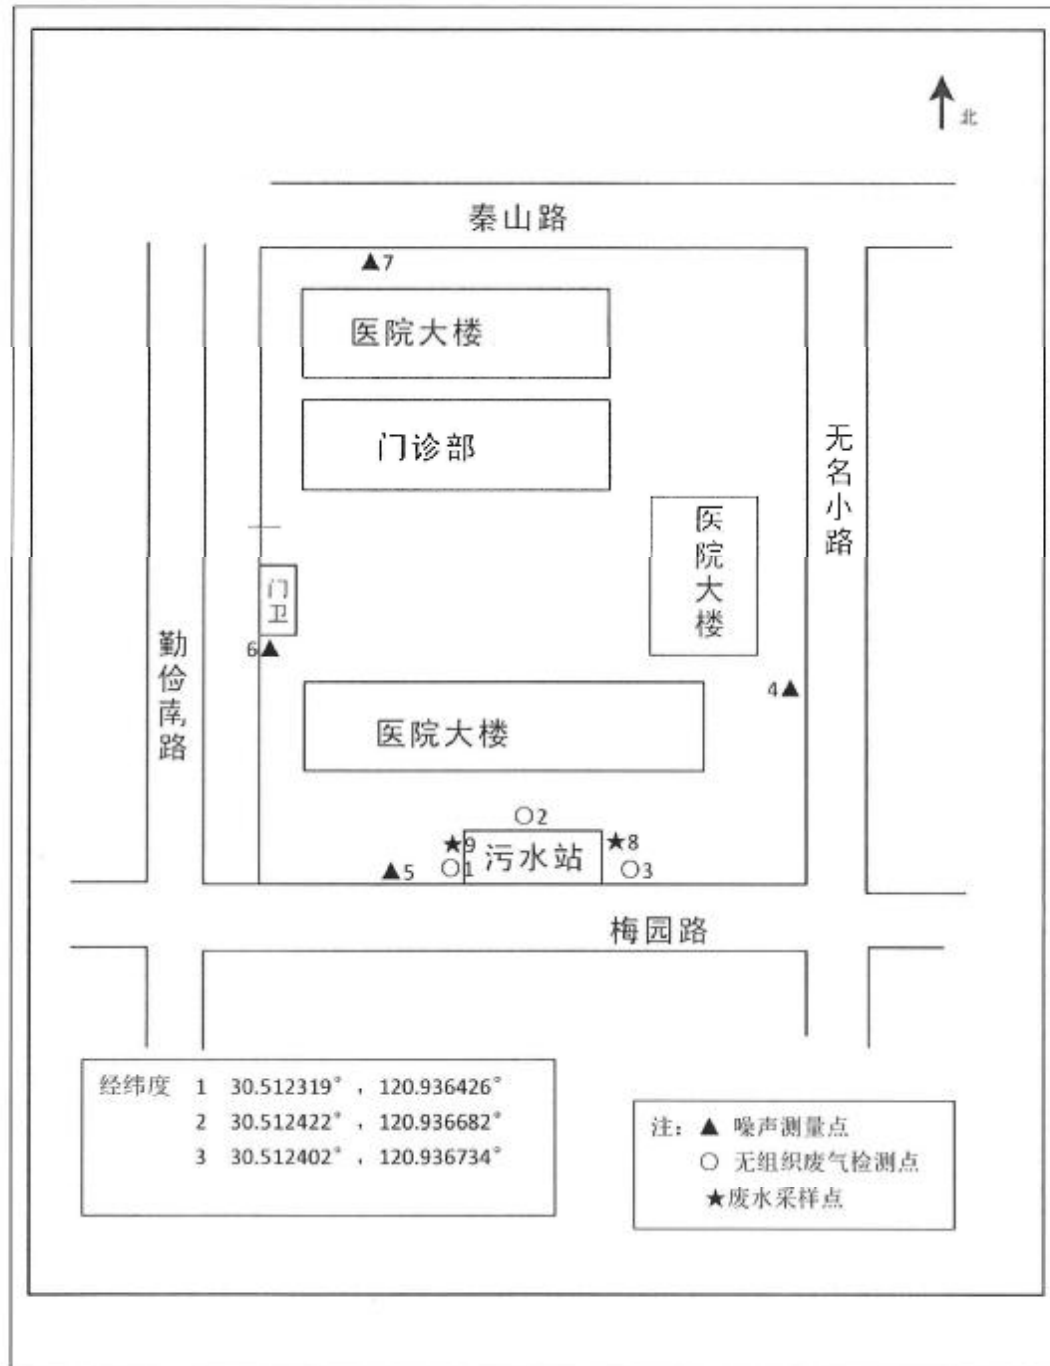 北
秦山路
▲7
医院大楼
门诊部
无名小路
医院大楼
门卫
6▲
勤俭南路
4▲
医院大楼
○2
★9
★8
污水站
▲5
○1
○3
梅园路
经纬度 1 30.512319°，120.936426°
2 30.512422°，120.936682°
3 30.512402°，120.936734°
注：▲ 噪声测量点
○ 无组织废气检测点
★废水采样点